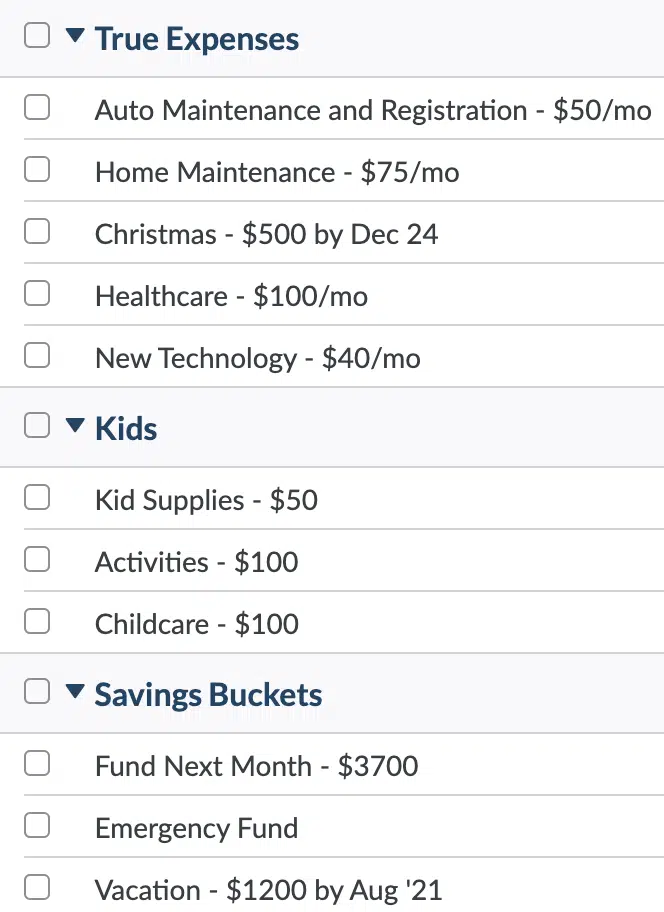 True Expenses
Auto Maintenance and Registration - $50/mo
Home Maintenance - $75/mo
Christmas - $500 by Dec 24
Healthcare - $100/mo
New Technology - $40/mo
Kids
Kid Supplies - $50
Activities - $100
Childcare - $100
Savings Buckets
Fund Next Month - $3700
Emergency Fund
Vacation - $1200 by Aug '21